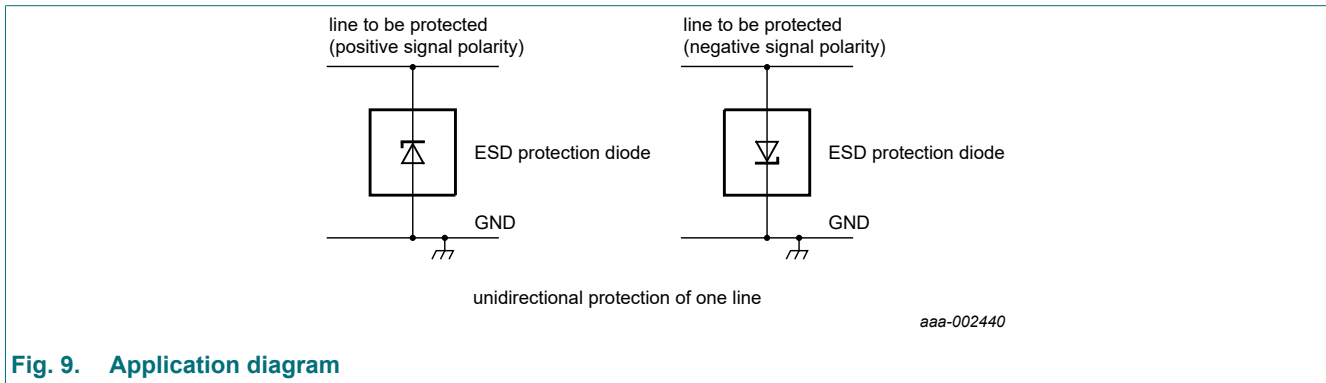 line to be protected
(positive signal polarity)
line to be protected
(negative signal polarity)
ESD protection diode
ESD protection diode
GND
GND
unidirectional protection of one line
aaa-002440
Fig. 9. Application diagram